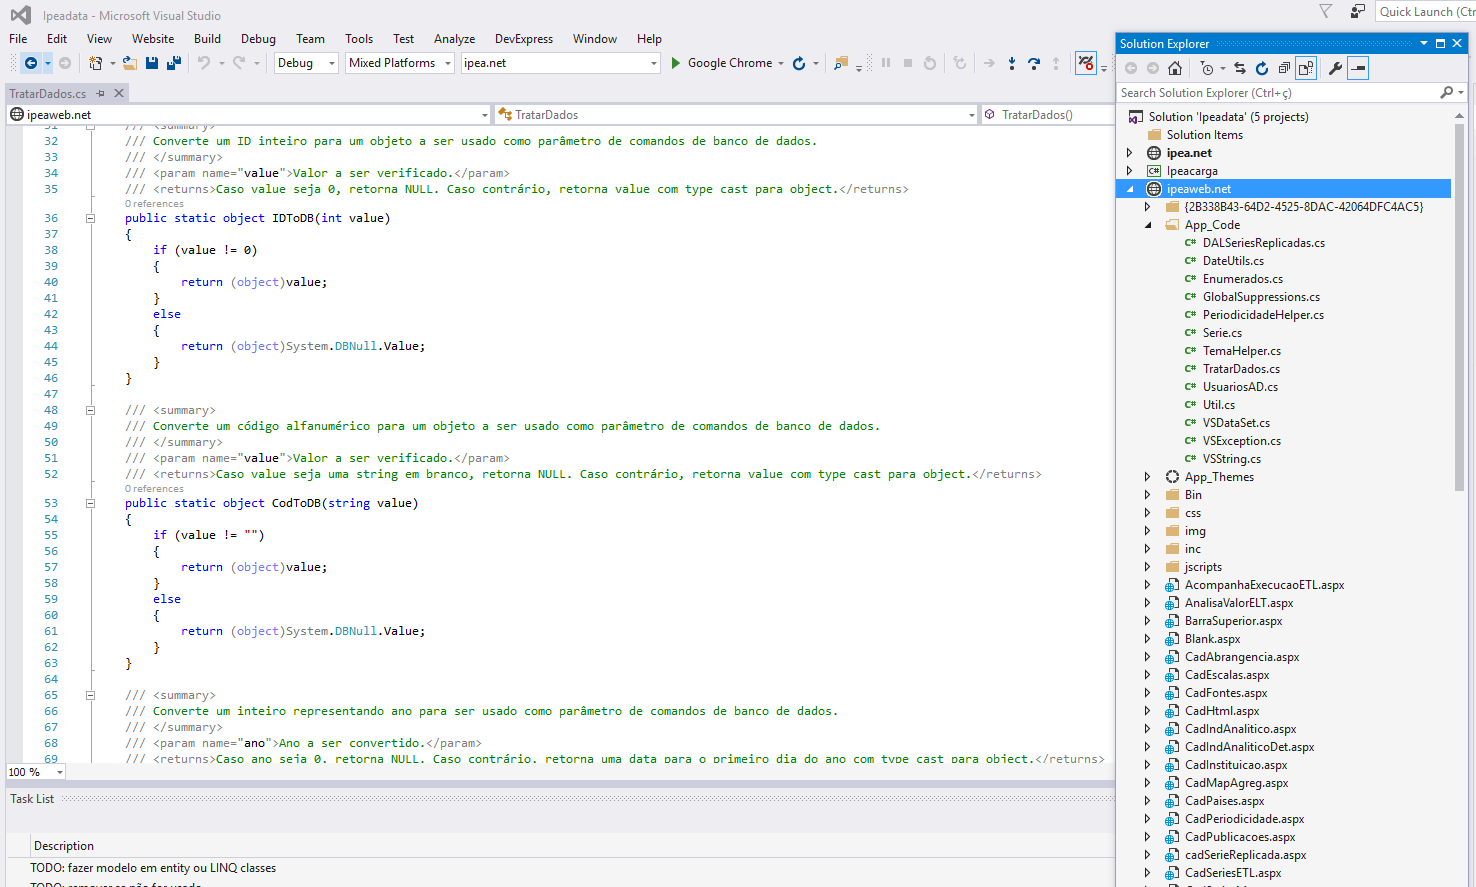 Ipeadata - Microsoft Visual Studio
Quick Launch (Ctr
File Edit View Website Build Debug Team Tools Test Analyze DevExpress Window Help
Debug Mixed Platforms ipea.net Google Chrome
TratarDados.cs
ipeaweb.net TratarDados TratarDados()
31 /// <summary>
32 /// Converte um ID inteiro para um objeto a ser usado como parâmetro de comandos de banco de dados.
33 /// </summary>
34 /// <param name="value">Valor a ser verificado.</param>
35 /// <returns>Caso value seja 0, retorna NULL. Caso contrário, retorna value com type cast para object.</returns>
0 references
36 public static object IDToDB(int value)
37 {
38 if (value != 0)
39 {
40 return (object)value;
41 }
42 else
43 {
44 return (object)System.DBNull.Value;
45 }
46 }
47
48 /// <summary>
49 /// Converte um código alfanumérico para um objeto a ser usado como parâmetro de comandos de banco de dados.
50 /// </summary>
51 /// <param name="value">Valor a ser verificado.</param>
52 /// <returns>Caso value seja uma string em branco, retorna NULL. Caso contrário, retorna value com type cast para object.</returns>
0 references
53 public static object CodToDB(string value)
54 {
55 if (value != "")
56 {
57 return (object)value;
58 }
59 else
60 {
61 return (object)System.DBNull.Value;
62 }
63 }
64
65 /// <summary>
66 /// Converte um inteiro representando ano para ser usado como parâmetro de comandos de banco de dados.
67 /// </summary>
68 /// <param name="ano">Ano a ser convertido.</param>
69 /// <returns>Caso ano seja 0, retorna NULL. Caso contrário, retorna uma data para o primeiro dia do ano com type cast para object.</returns>
100 %
Task List
Description
TODO: fazer modelo em entity ou LINQ classes
TODO: remover se não for usado
Solution Explorer
Search Solution Explorer (Ctrl+ç)
Solution 'Ipeadata' (5 projects)
Solution Items
ipea.net
C# Ipeacarga
ipeaweb.net
{2B338B43-64D2-4525-8DAC-42064DFC4AC5}
App_Code
C# DALSeriesReplicadas.cs
C# DateUtils.cs
C# Enumerados.cs
C# GlobalSuppressions.cs
C# PeriodicidadeHelper.cs
C# Serie.cs
C# TemaHelper.cs
C# TratarDados.cs
C# UsuariosAD.cs
C# Util.cs
C# VSDataSet.cs
C# VSException.cs
C# VSString.cs
App_Themes
Bin
css
img
inc
jscripts
AcompanhaExecucaoETL.aspx
AnalisaValorELT.aspx
BarraSuperior.aspx
Blank.aspx
CadAbrangencia.aspx
CadEscalas.aspx
CadFontes.aspx
CadHtml.aspx
CadIndAnalitico.aspx
CadIndAnaliticoDet.aspx
CadInstituicao.aspx
CadMapAgreg.aspx
CadPaises.aspx
CadPeriodicidade.aspx
CadPublicacoes.aspx
cadSerieReplicada.aspx
CadSeriesETL.aspx